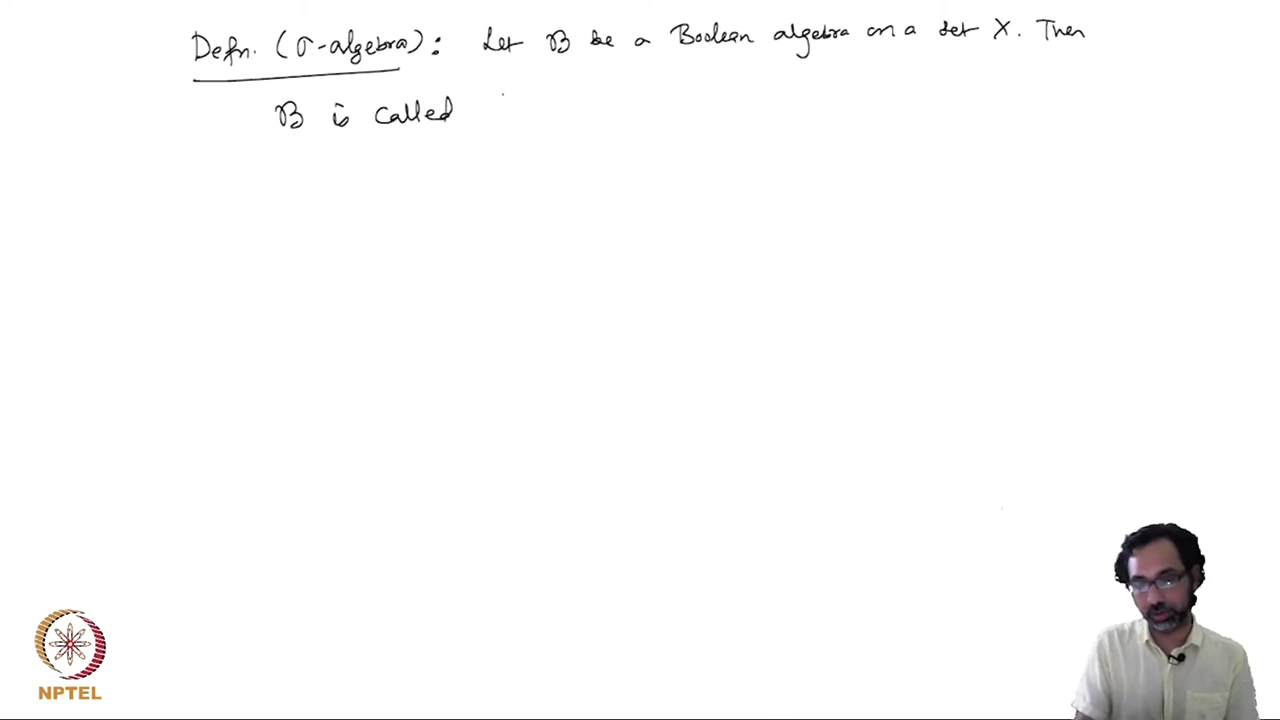 Defn. (σ-algebra): Let ℬ be a Boolean algebra on a set X. Then
ℬ is called
NPTEL